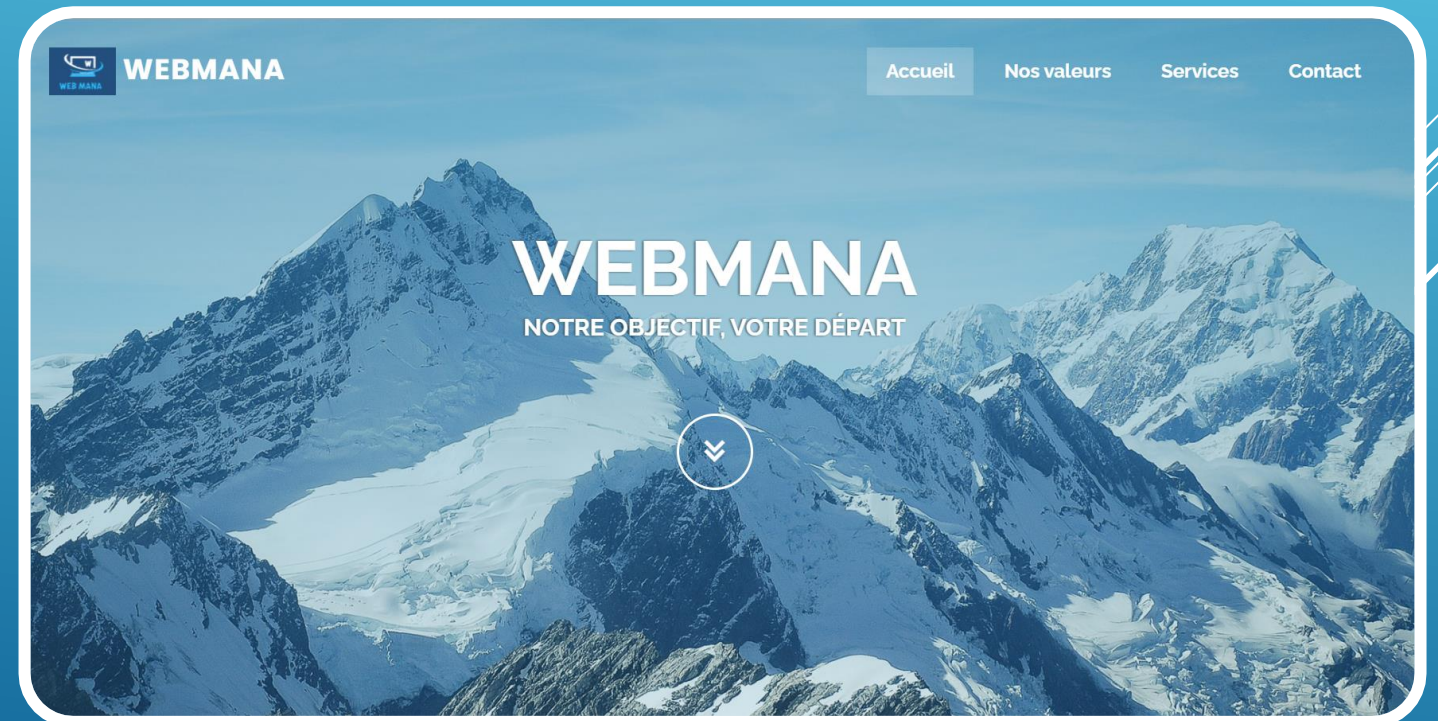 WEB MANA
WEBMANA
Accueil
Nos valeurs
Services
Contact
WEBMANA
NOTRE OBJECTIF, VOTRE DÉPART